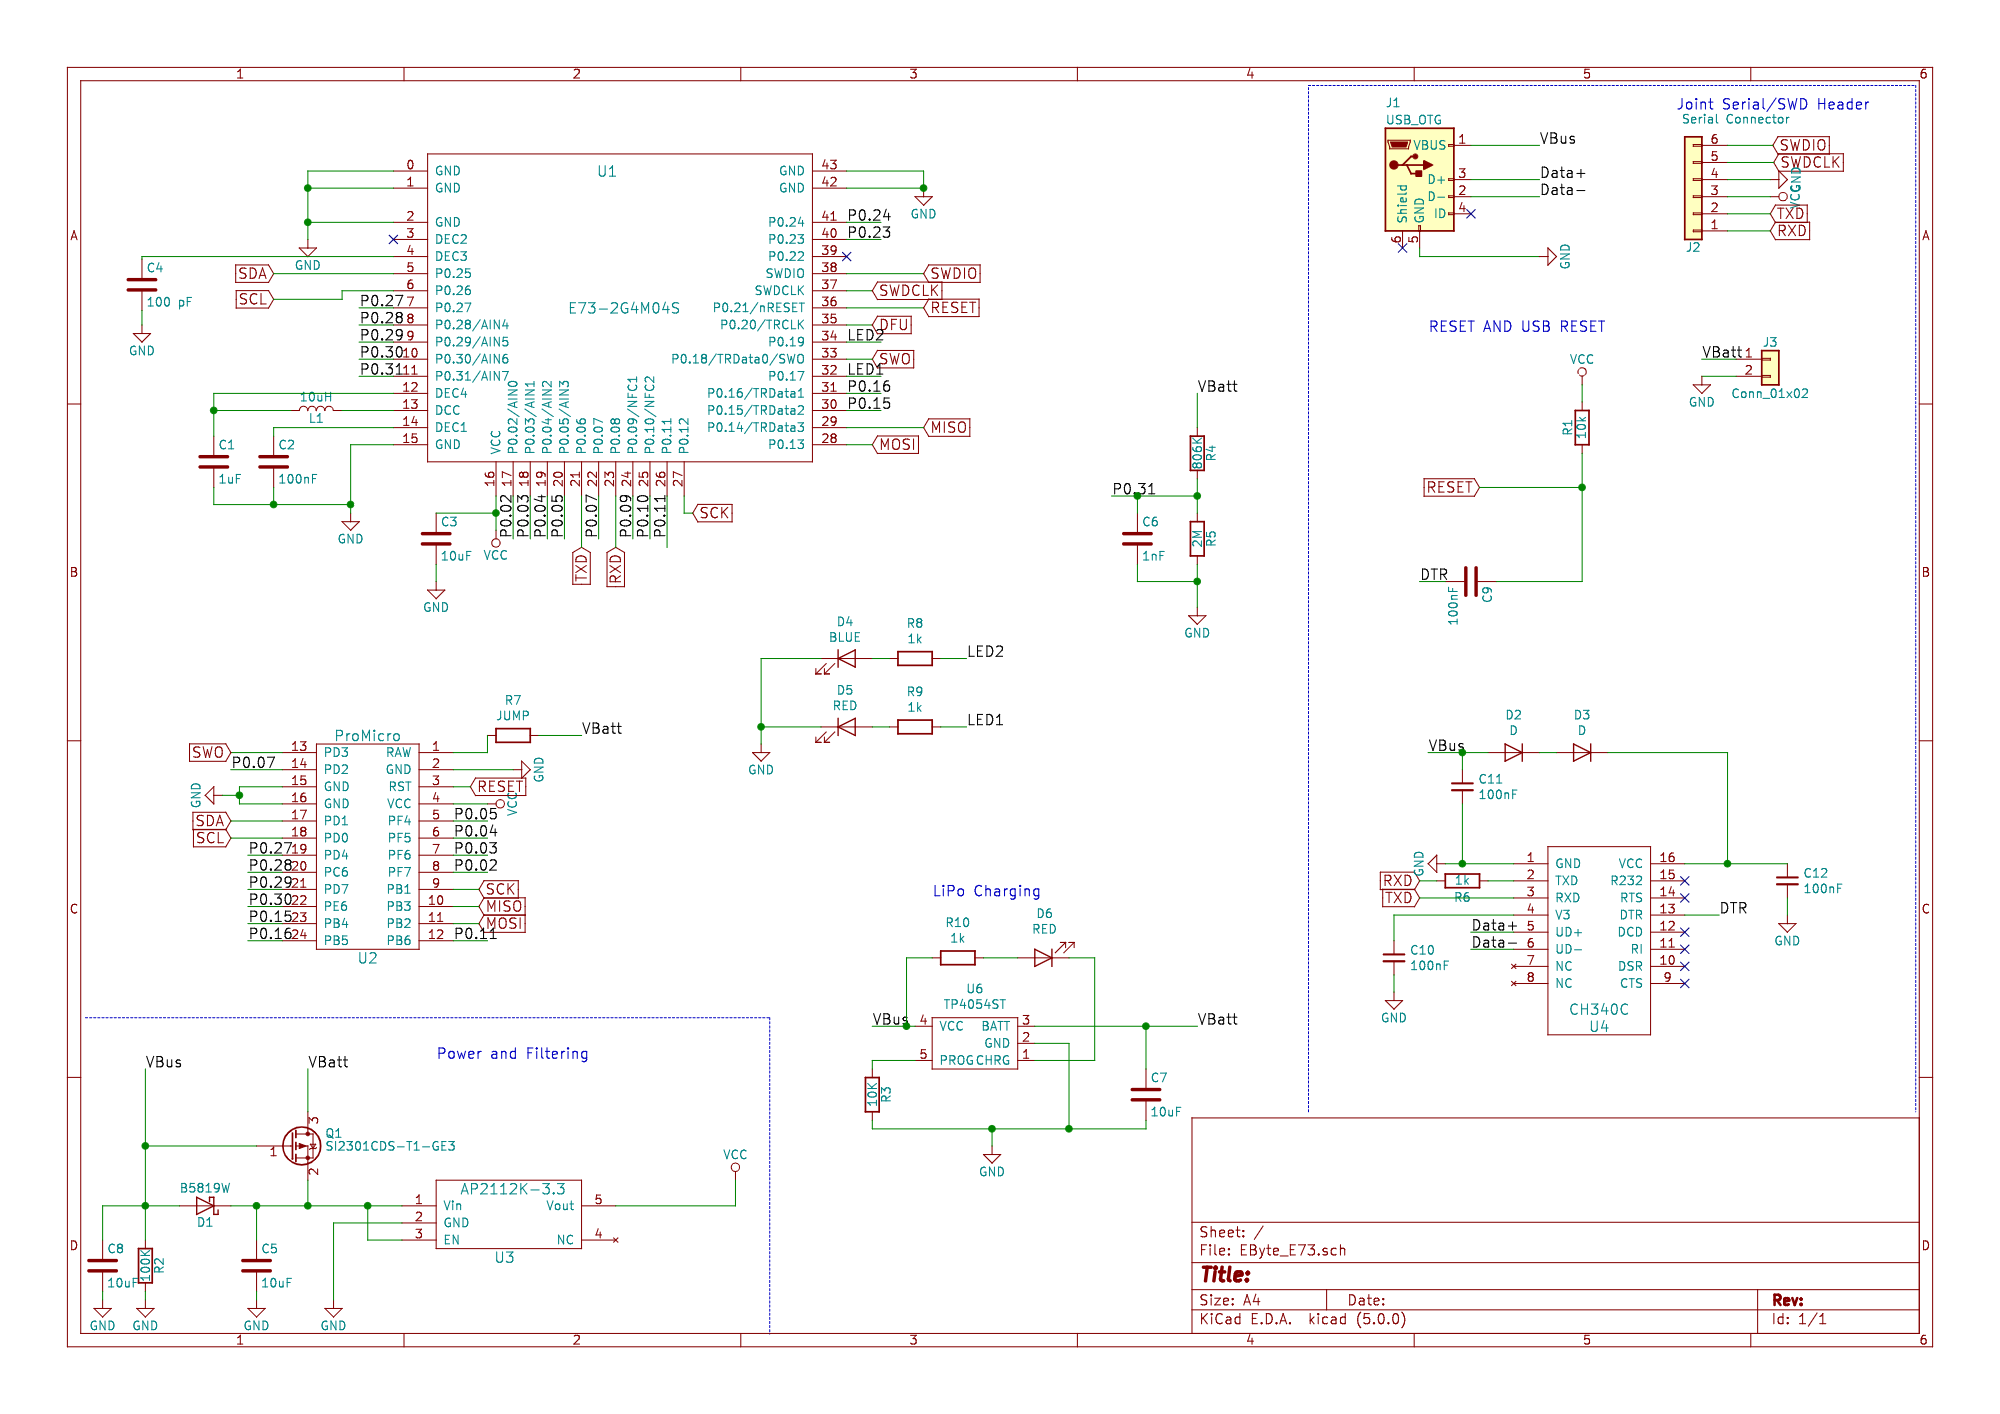 1 2 3 4 5 6
A
B
C
D
U1
E73-2G4M04S
0 GND
1 GND
2 GND
3 DEC2
4 DEC3
5 P0.25
6 P0.26
7 P0.27
8 P0.28/AIN4
9 P0.29/AIN5
10 P0.30/AIN6
11 P0.31/AIN7
12 DEC4
13 DCC
14 DEC1
15 GND
GND 43
GND 42
P0.24 41
P0.23 40
P0.22 39
SWDIO 38
SWDCLK 37
P0.21/nRESET 36
P0.20/TRCLK 35
P0.19 34
P0.18/TRData0/SWO 33
P0.17 32
P0.16/TRData1 31
P0.15/TRData2 30
P0.14/TRData3 29
P0.13 28
VCC 16
P0.02/AIN0 17
P0.03/AIN1 18
P0.04/AIN2 19
P0.05/AIN3 20
P0.06 21
P0.07 22
P0.08 23
P0.09/NFC1 24
P0.10/NFC2 25
P0.11 26
P0.12 27
GND
C4
100 pF
GND
SDA
SCL
P0.27
P0.28
P0.29
P0.30
P0.31
10uH
L1
C1
1uF
C2
100nF
GND
C3
10uF
GND
VCC
P0.02
P0.03
P0.04
P0.05
TXD
P0.07
RXD
P0.09
P0.10
P0.11
SCK
GND
P0.24
P0.23
SWDIO
SWDCLK
RESET
DFU
LED2
SWO
LED1
P0.16
P0.15
MISO
MOSI
VBatt
806K
R4
P0.31
C6
1nF
2M
R5
GND
J1
USB_OTG
VBUS 1
D+ 3
D- 2
ID 4
Shield 6
GND 5
VBus
Data+
Data-
GND
Joint Serial/SWD Header
Serial Connector
6 SWDIO
5 SWDCLK
4 GND
3 VCC
2 TXD
1 RXD
J2
RESET AND USB RESET
VCC
R1
10k
RESET
DTR
100nF
C9
J3
VBatt 1
2
GND
Conn_01x02
D4
BLUE
R8
1k
LED2
D5
RED
R9
1k
LED1
GND
ProMicro
U2
R7
JUMP
VBatt
SWO 13 PD3
P0.07 14 PD2
15 GND
16 GND
GND
SDA 17 PD1
SCL 18 PD0
P0.27 19 PD4
P0.28 20 PC6
P0.29 21 PD7
P0.30 22 PE6
P0.15 23 PB4
P0.16 24 PB5
RAW 1
GND 2 GND
RST 3 RESET
VCC 4 VCC
PF4 5 P0.05
PF5 6 P0.04
PF6 7 P0.03
PF7 8 P0.02
PB1 9 SCK
PB3 10 MISO
PB2 11 MOSI
PB6 12 P0.11
D2
D
D3
D
VBus
C11
100nF
GND
RXD
1k
R6
TXD
Data+
Data-
C10
100nF
GND
1 GND
2 TXD
3 RXD
4 V3
5 UD+
6 UD-
7 NC
8 NC
VCC 16
R232 15
RTS 14
DTR 13
DCD 12
RI 11
DSR 10
CTS 9
CH340C
U4
DTR
C12
100nF
GND
LiPo Charging
R10
1k
D6
RED
U6
TP4054ST
VBus 4 VCC
5 PROG
BATT 3
GND 2
CHRG 1
VBatt
10K
R3
C7
10uF
GND
Power and Filtering
VBus
VBatt
Q1
SI2301CDS-T1-GE3
1
2
3
B5819W
D1
C8
10uF
100K
R2
C5
10uF
GND
GND
GND
GND
AP2112K-3.3
1 Vin
2 GND
3 EN
Vout 5
NC 4
U3
VCC
Sheet: /
File: EByte_E73.sch
Title:
Size: A4 Date: Rev:
KiCad E.D.A. kicad (5.0.0) Id: 1/1
1 2 3 4 5 6
A
B
C
D